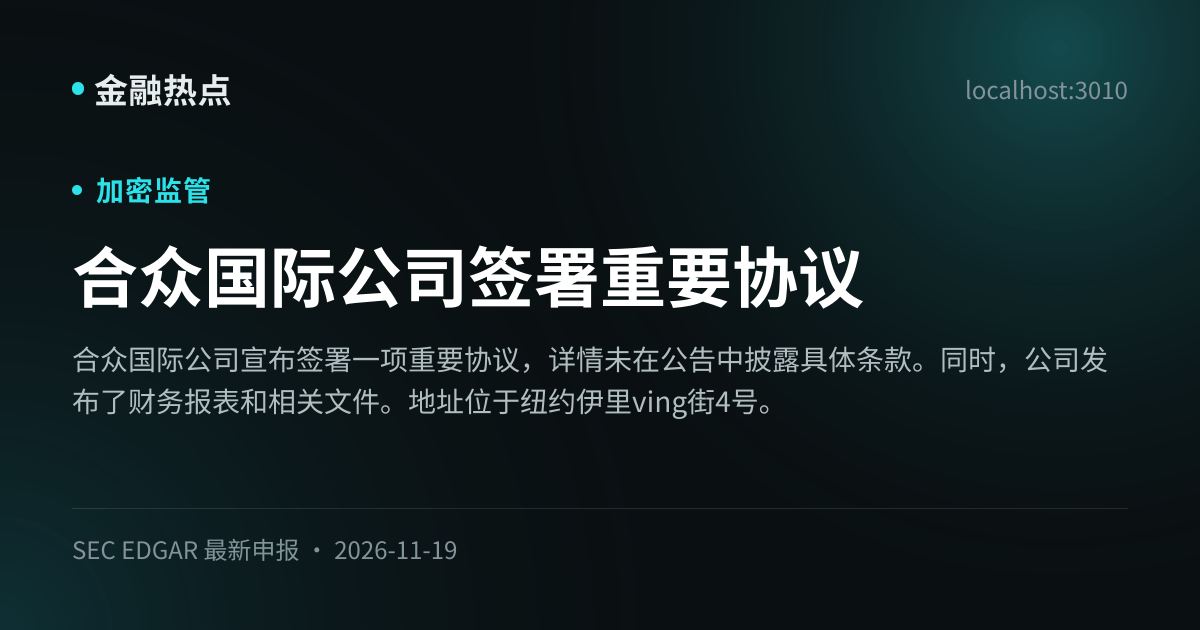 金融热点
localhost:3010
加密监管
合众国际公司签署重要协议
合众国际公司宣布签署一项重要协议，详情未在公告中披露具体条款。同时，公司发
布了财务报表和相关文件。地址位于纽约伊里ving街4号。
SEC EDGAR 最新申报 · 2026-11-19